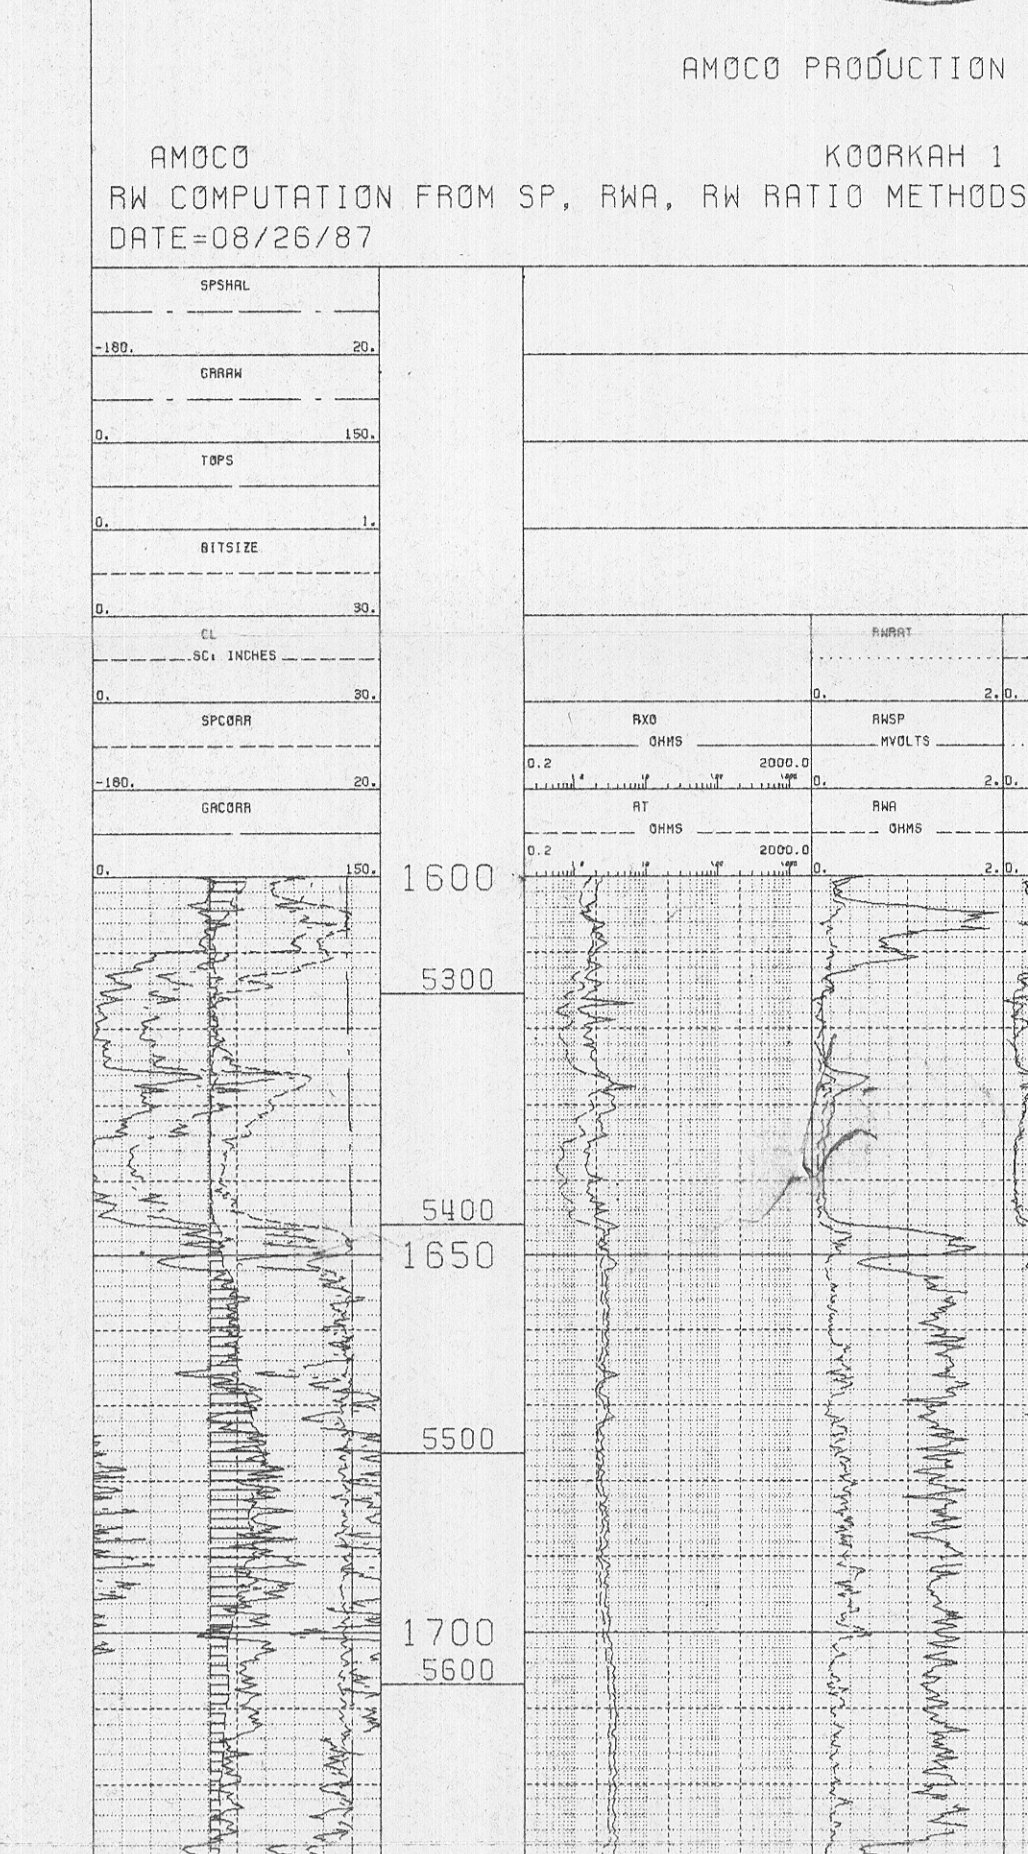 AMOCO PRODUCTION
AMOCO KOORKAH 1
RW COMPUTATION FROM SP, RWA, RW RATIO METHODS
DATE=08/26/87
SPSHAL
-180. 20.
GRRAW
0. 150.
TOPS
0. 1.
BITSIZE
0. 30.
CL
SC: INCHES
0. 30.
SPCORR
-180. 20.
GRCORR
0. 150.
RWRAT
0. 2.0.
RXO
OHMS
0.2 2000.0
RWSP
MVOLTS
0. 2.0.
RT
OHMS
0.2 2000.0
RWA
OHMS
0. 2.0.
1600
5300
5400
1650
5500
1700
5600